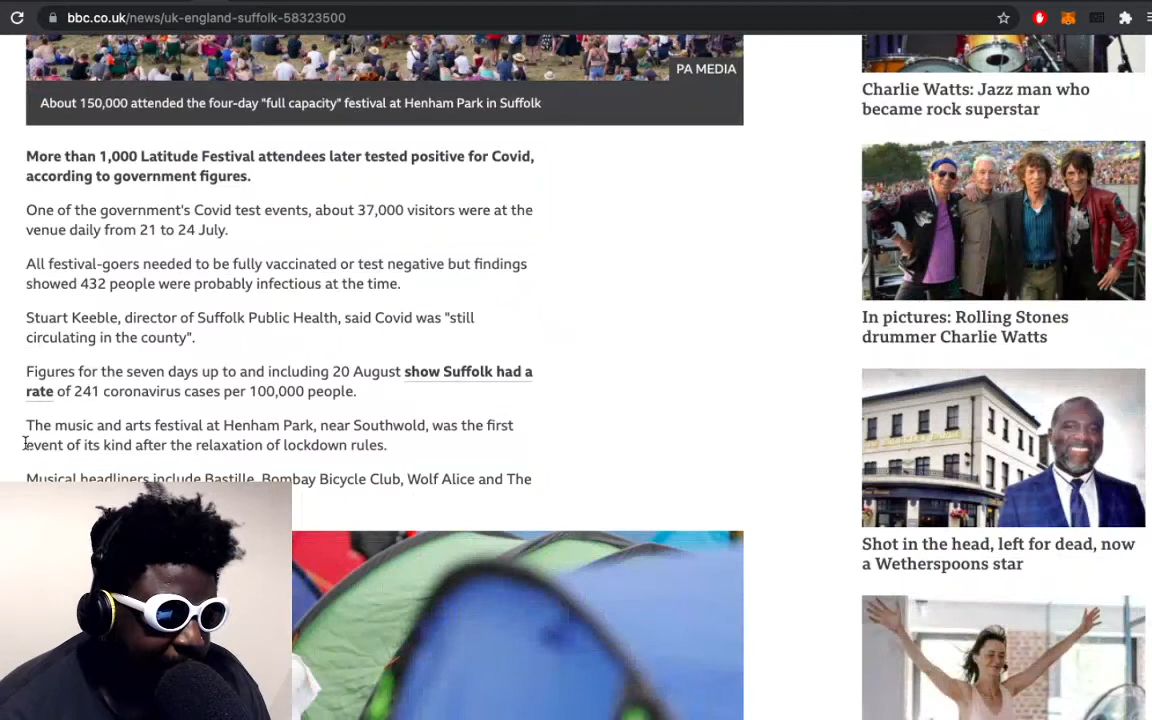 bbc.co.uk/news/uk-england-suffolk-58323500
PA MEDIA
About 150,000 attended the four-day "full capacity" festival at Henham Park in Suffolk
More than 1,000 Latitude Festival attendees later tested positive for Covid,
according to government figures.
One of the government's Covid test events, about 37,000 visitors were at the
venue daily from 21 to 24 July.
All festival-goers needed to be fully vaccinated or test negative but findings
showed 432 people were probably infectious at the time.
Stuart Keeble, director of Suffolk Public Health, said Covid was "still
circulating in the county".
Figures for the seven days up to and including 20 August show Suffolk had a
rate of 241 coronavirus cases per 100,000 people.
The music and arts festival at Henham Park, near Southwold, was the first
event of its kind after the relaxation of lockdown rules.
Musical headliners include Bastille, Bombay Bicycle Club, Wolf Alice and The
Charlie Watts: Jazz man who
became rock superstar
In pictures: Rolling Stones
drummer Charlie Watts
Shot in the head, left for dead, now
a Wetherspoons star